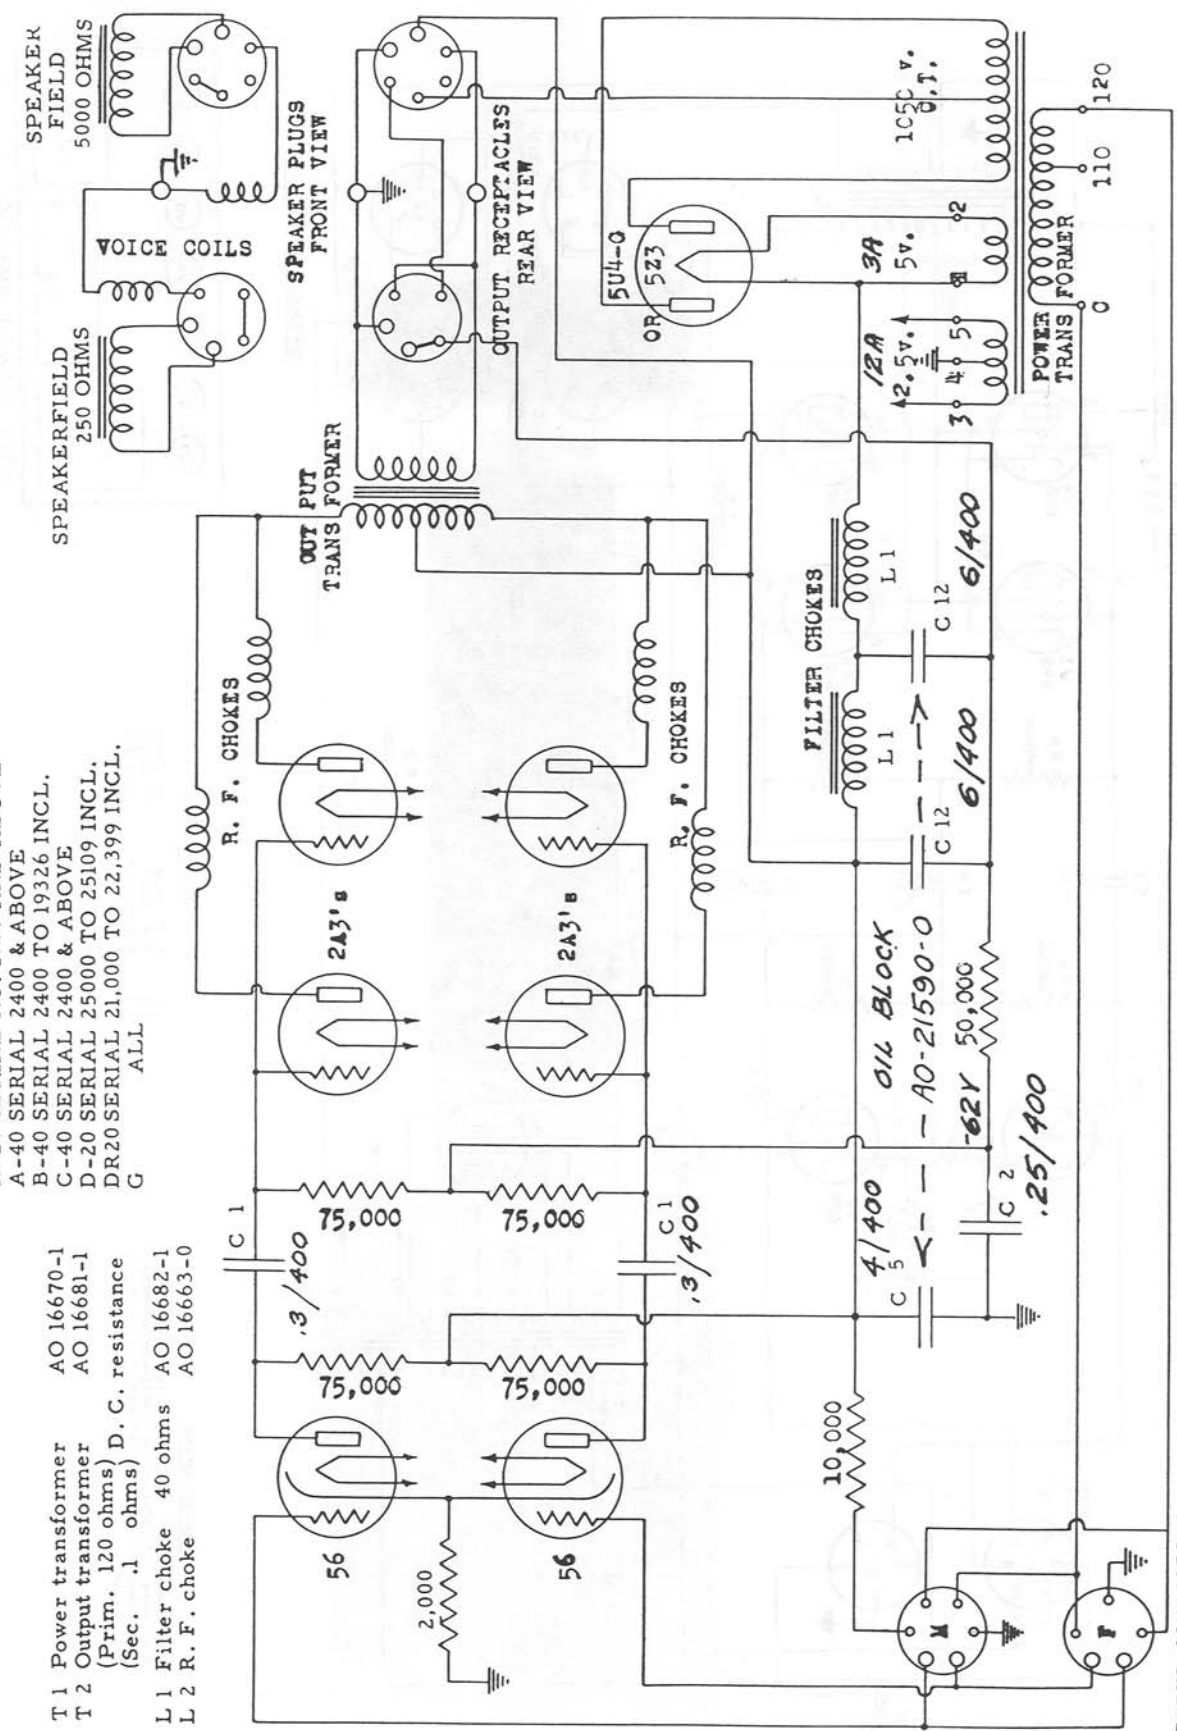 A-40 SERIAL 2400 & ABOVE
B-40 SERIAL 2400 TO 19326 INCL.
C-40 SERIAL 2400 & ABOVE
D-20 SERIAL 25000 TO 25109 INCL.
DR20 SERIAL 21,000 TO 22,399 INCL.
G ALL
T 1 Power transformer AO 16670-1
T 2 Output transformer AO 16681-1
(Prim. 120 ohms) D.C. resistance
(Sec. .1 ohms)
L 1 Filter choke 40 ohms AO 16682-1
L 2 R. F. choke AO 16663-0
SPEAKERFIELD
250 OHMS
SPEAKER
FIELD
5000 OHMS
VOICE COILS
SPEAKER PLUGS
FRONT VIEW
OUT PUT
TRANS FORMER
OUTPUT RECEPTACLES
REAR VIEW
R. F. CHOKES
2A3's
2A3's
R. F. CHOKES
C 1
.3/400
75,000
75,000
75,000
75,000
C 1
.3/400
56
56
2,000
5U4-G
OR
5Z3
1050 v.
C.T.
3A
5v.
1
2
12A
2.5v.
3
4
5
POWER
TRANS FORMER
0
110
120
FILTER CHOKES
L 1
L 1
C 12
6/400
C 12
6/400
OIL BLOCK
<--- AO-21590-0 --->
4/400
C 5
-62V
50,000
C 2
.25/400
10,000
M
F